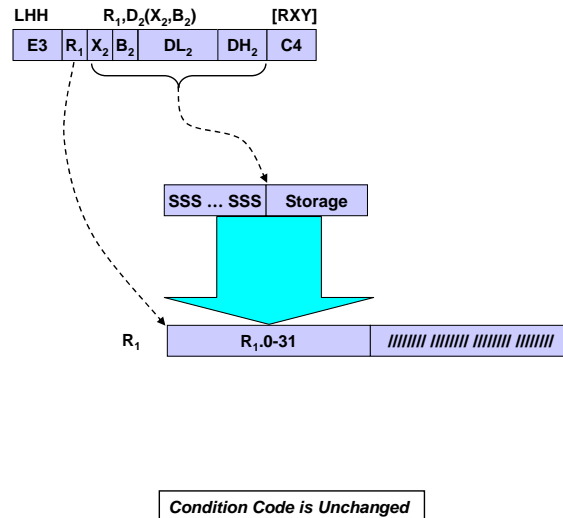 LHH R₁,D₂(X₂,B₂) [RXY]
E3 R₁ X₂ B₂ DL₂ DH₂ C4
SSS … SSS Storage
R₁ R₁.0-31 //////// //////// //////// ////////
Condition Code is Unchanged